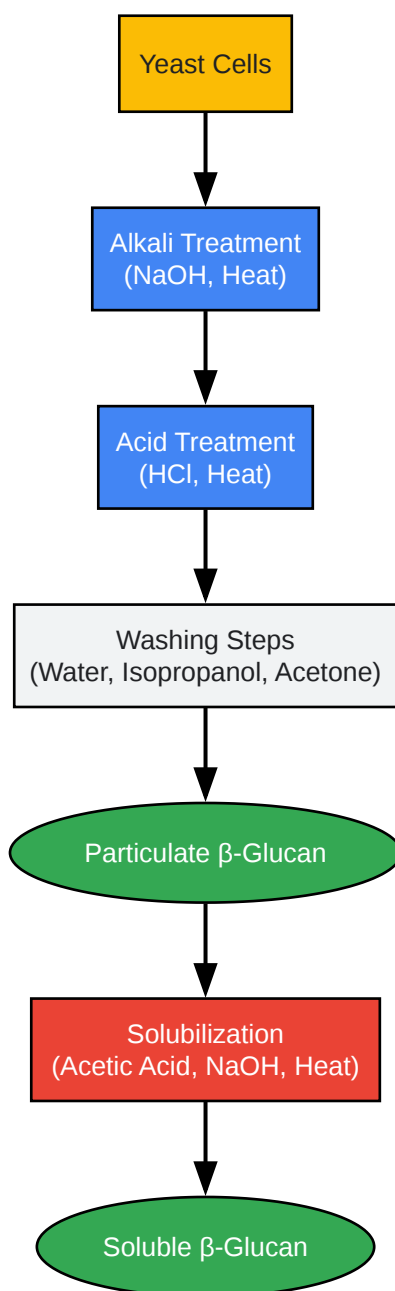 Yeast Cells
Alkali Treatment
(NaOH, Heat)
Acid Treatment
(HCl, Heat)
Washing Steps
(Water, Isopropanol, Acetone)
Particulate β-Glucan
Solubilization
(Acetic Acid, NaOH, Heat)
Soluble β-Glucan